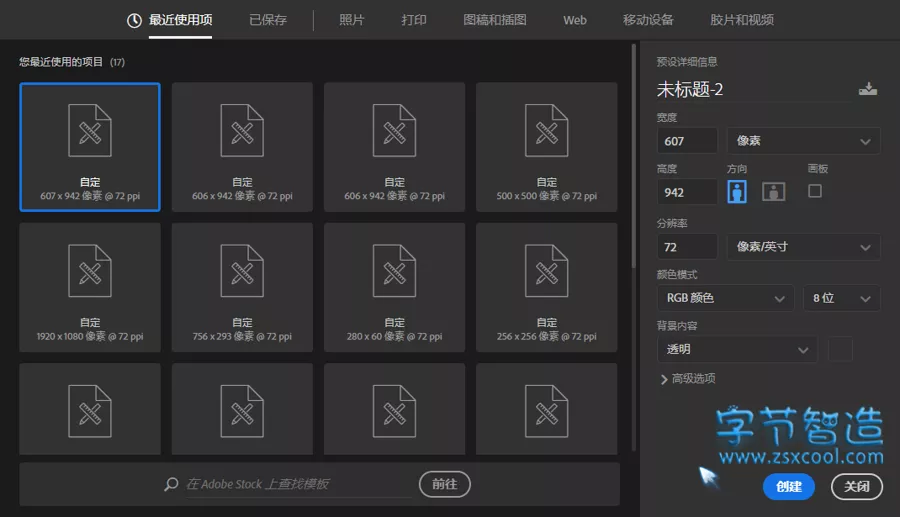 最近使用项 已保存 照片 打印 图稿和插图 Web 移动设备 胶片和视频
您最近使用的项目 (17)
自定 自定 自定 自定
607 x 942 像素 @ 72 ppi 606 x 942 像素 @ 72 ppi 606 x 942 像素 @ 72 ppi 500 x 500 像素 @ 72 ppi
自定 自定 自定 自定
1920 x 1080 像素 @ 72 ppi 756 x 293 像素 @ 72 ppi 280 x 60 像素 @ 72 ppi 256 x 256 像素 @ 72 ppi
在 Adobe Stock 上查找模板 前往
预设详细信息
未标题-2
宽度
607 像素
高度 方向 画板
942
分辨率
72 像素/英寸
颜色模式
RGB 颜色 8 位
背景内容
透明
高级选项
字节智造
www.zsxcool.com
创建 关闭